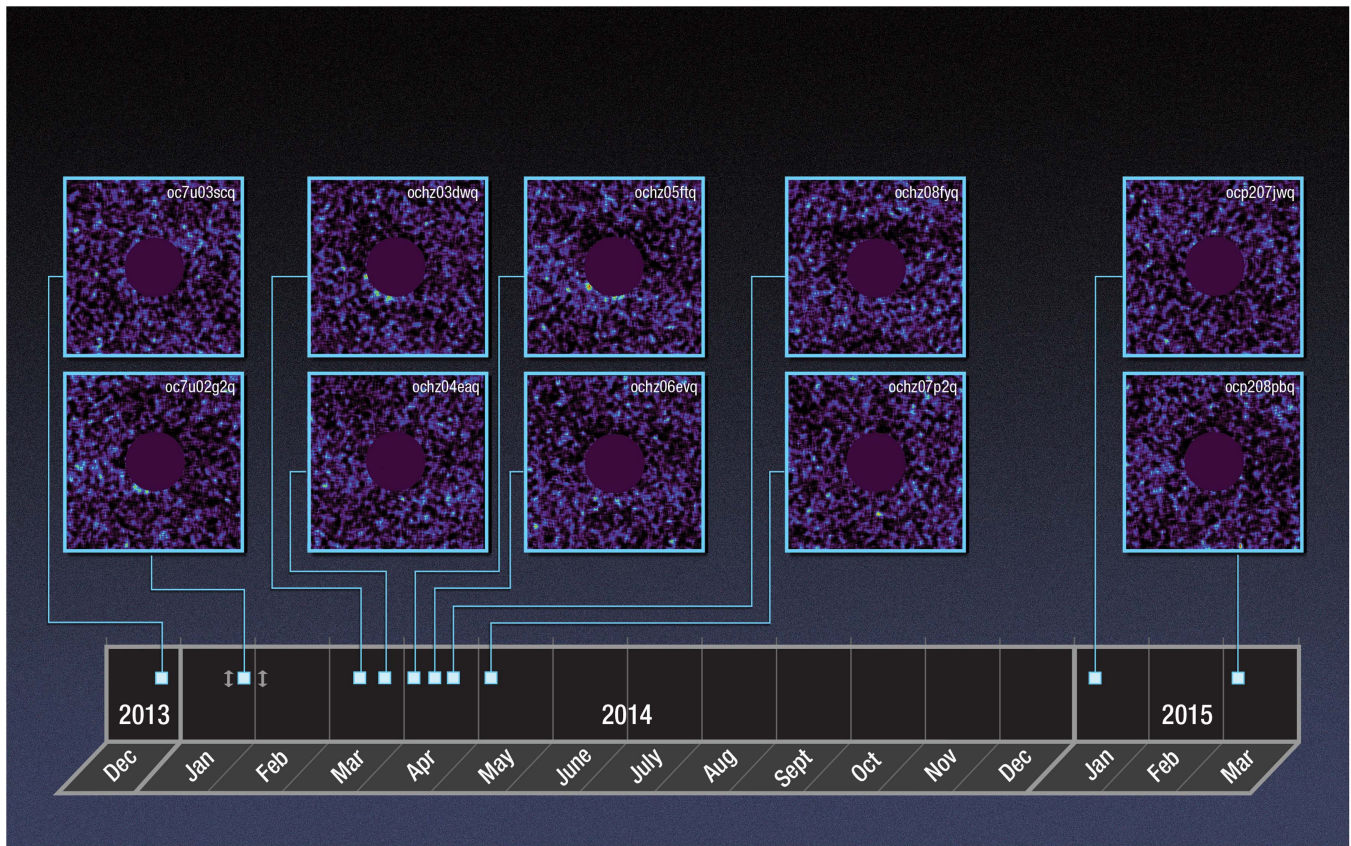 oc7u03scq
ochz03dwq
ochz05ftq
ochz08fyq
ocp207jwq
oc7u02g2q
ochz04eaq
ochz06evq
ochz07p2q
ocp208pbq
2013
2014
2015
Dec
Jan
Feb
Mar
Apr
May
June
July
Aug
Sept
Oct
Nov
Dec
Jan
Feb
Mar